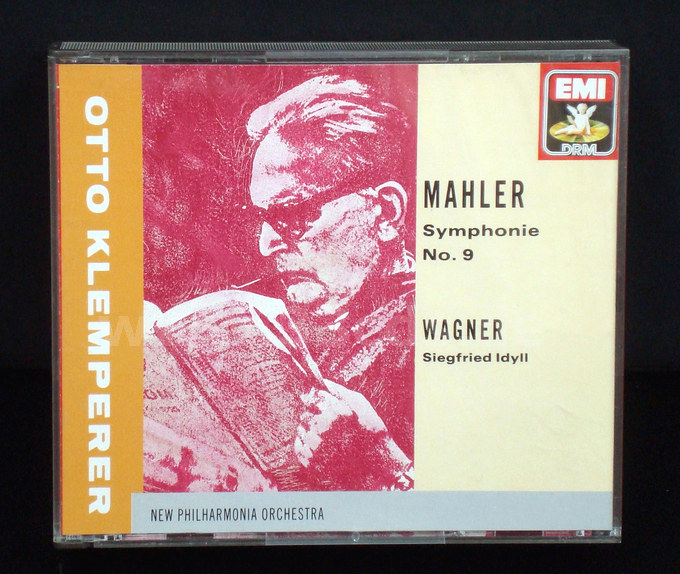 OTTO KLEMPERER
EMI
DRM
MAHLER
Symphonie
No. 9
WAGNER
Siegfried Idyll
NEW PHILHARMONIA ORCHESTRA